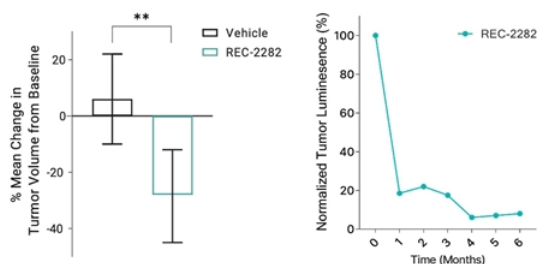 **
Vehicle
REC-2282
% Mean Change in
Turmor Volume from Baseline
20
0
-20
-40
REC-2282
Normalized Tumor Luminesence (%)
100
80
60
40
20
0
0 1 2 3 4 5 6
Time (Months)